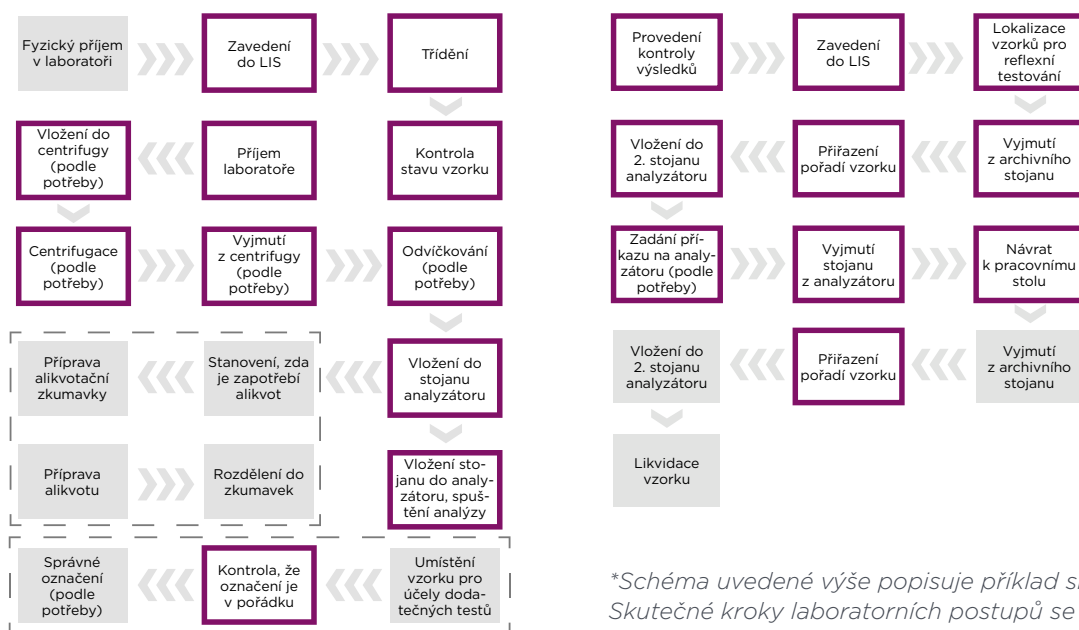 Fyzický příjem
v laboratoři
Zavedení
do LIS
Třídění
Vložení do
centrifugy
(podle
potřeby)
Příjem
laboratoře
Kontrola
stavu vzorku
Centrifugace
(podle
potřeby)
Vyjmutí
z centrifugy
(podle
potřeby)
Odvíčkování
(podle
potřeby)
Příprava
alikvotační
zkumavky
Stanovení, zda
je zapotřebí
alikvot
Vložení do
stojanu
analyzátoru
Příprava
alikvotu
Rozdělení do
zkumavek
Vložení sto-
janu do analy-
zátoru, spuš-
tění analýzy
Správné
označení
(podle
potřeby)
Kontrola, že
označení je
v pořádku
Umístění
vzorku pro
účely doda-
tečných testů
Provedení
kontroly
výsledků
Zavedení
do LIS
Lokalizace
vzorků pro
reflexní
testování
Vložení do
2. stojanu
analyzátoru
Přiřazení
pořadí vzorku
Vyjmutí
z archivního
stojanu
Zadání pří-
kazu na analy-
zátoru (podle
potřeby)
Vyjmutí
stojanu
z analyzátoru
Návrat
k pracovnímu
stolu
Vložení do
2. stojanu
analyzátoru
Přiřazení
pořadí vzorku
Vyjmutí
z archivního
stojanu
Likvidace
vzorku
*Schéma uvedené výše popisuje příklad
Skutečné kroky laboratorních postupů se